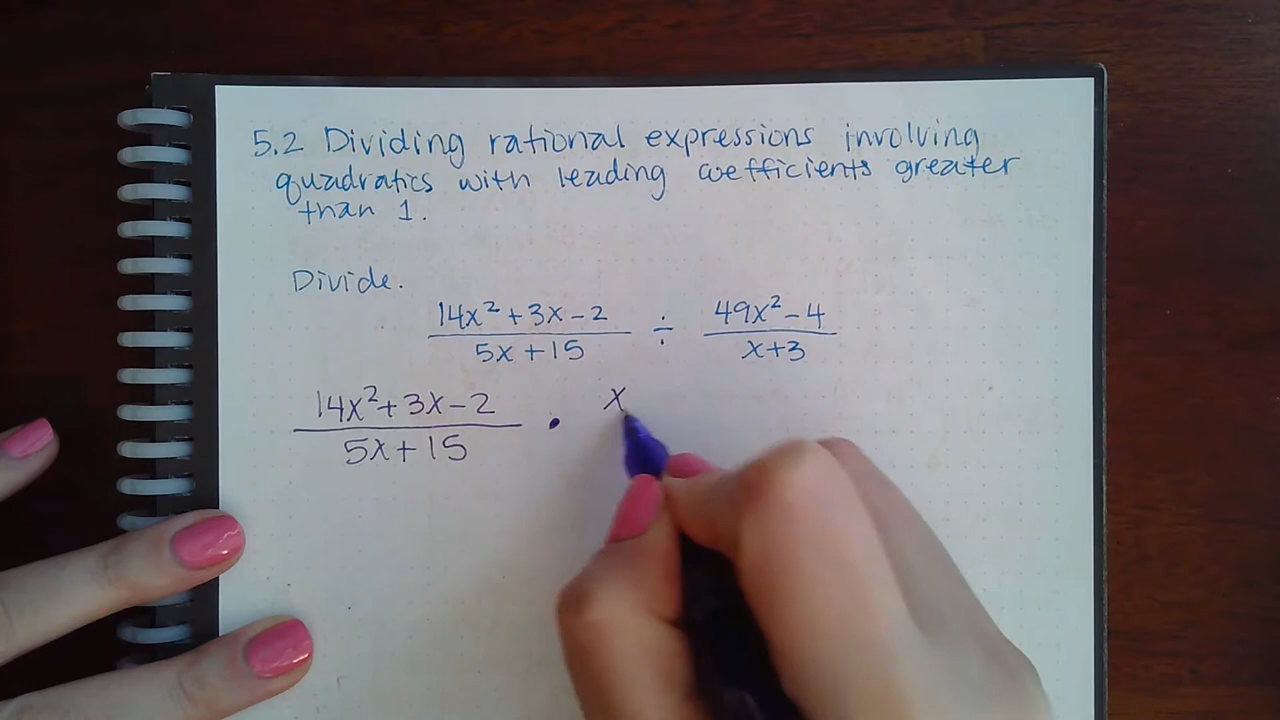 5.2 Dividing rational expressions involving
quadratics with leading coefficients greater
than 1.
Divide.
14x² + 3x - 2 / 5x + 15 ÷ 49x² - 4 / x + 3
14x² + 3x - 2 / 5x + 15 · x